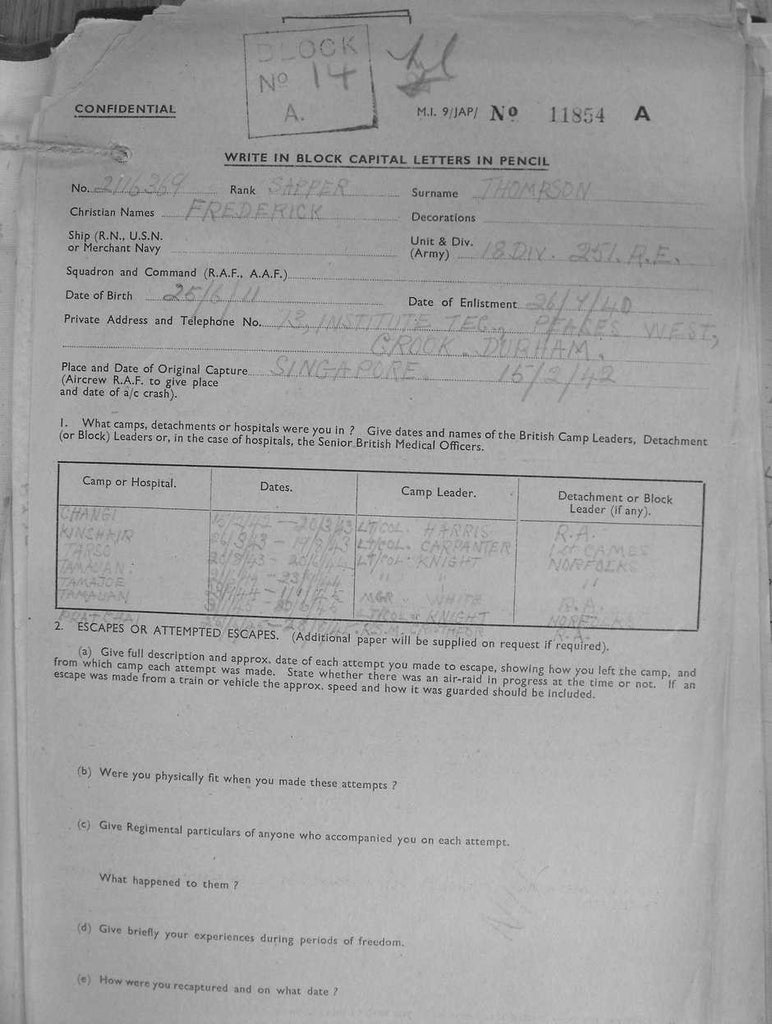 BLOCK
No 14
A.
CONFIDENTIAL
M.I. 9/JAP/ No 11854 A
WRITE IN BLOCK CAPITAL LETTERS IN PENCIL
No. 2116369 Rank SAPPER Surname THOMPSON
Christian Names FREDERICK Decorations
Ship (R.N., U.S.N. or Merchant Navy
Unit & Div. (Army) 18 DIV. 251. R.E.
Squadron and Command (R.A.F., A.A.F.)
Date of Birth 25/6/11 Date of Enlistment 26/7/40
Private Address and Telephone No. 13, INSTITUTE TEC., PEAKES WEST,
CROOK. DURHAM.
Place and Date of Original Capture SINGAPORE. 15/2/42
(Aircrew R.A.F. to give place
and date of a/c crash).
1. What camps, detachments or hospitals were you in ? Give dates and names of the British Camp Leaders, Detachment
(or Block) Leaders or, in the case of hospitals, the Senior British Medical Officers.
Camp or Hospital. Dates. Camp Leader. Detachment or Block Leader (if any).
CHANGI LT/COL. HARRIS R.A.
LT/COL. CARPANTER
TARSO LT/COL. KNIGHT NORFOLKS
TAMAUAN " " "
TAMAJOE WHITE R.A.
TAMAUAN KNIGHT
2. ESCAPES OR ATTEMPTED ESCAPES. (Additional paper will be supplied on request if required).
(a) Give full description and approx. date of each attempt you made to escape, showing how you left the camp, and
from which camp each attempt was made. State whether there was an air-raid in progress at the time or not. If an
escape was made from a train or vehicle the approx. speed and how it was guarded should be included.
(b) Were you physically fit when you made these attempts ?
(c) Give Regimental particulars of anyone who accompanied you on each attempt.
What happened to them ?
(d) Give briefly your experiences during periods of freedom.
(e) How were you recaptured and on what date ?